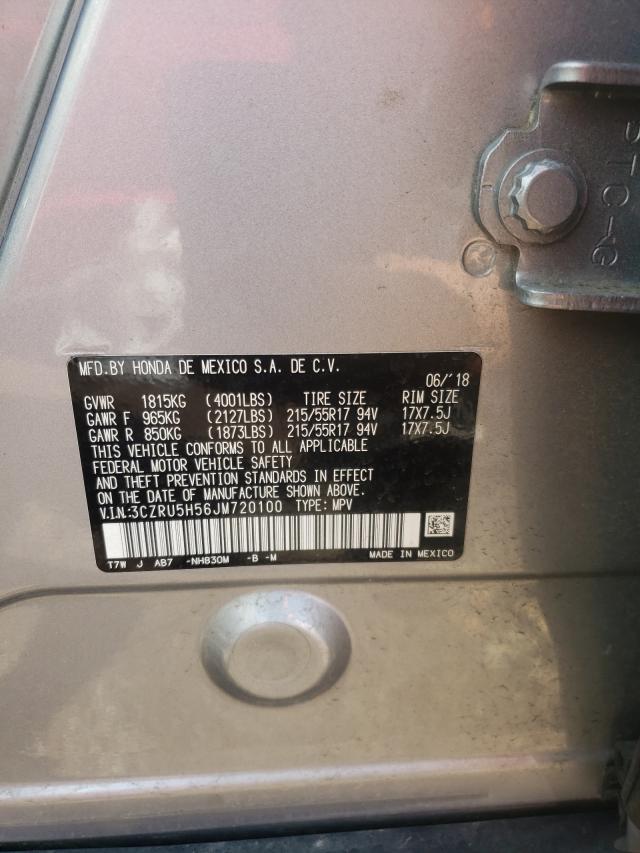 STC-G
MFD.BY HONDA DE MEXICO S.A. DE C.V.
06/'18
GVWR 1815KG (4001LBS) TIRE SIZE RIM SIZE
GAWR F 965KG (2127LBS) 215/55R17 94V 17X7.5J
GAWR R 850KG (1873LBS) 215/55R17 94V 17X7.5J
THIS VEHICLE CONFORMS TO ALL APPLICABLE
FEDERAL MOTOR VEHICLE SAFETY
AND THEFT PREVENTION STANDARDS IN EFFECT
ON THE DATE OF MANUFACTURE SHOWN ABOVE.
V.I.N:3CZRU5H56JM720100 TYPE: MPV
T7W J AB7 -NH830M -B -M MADE IN MEXICO